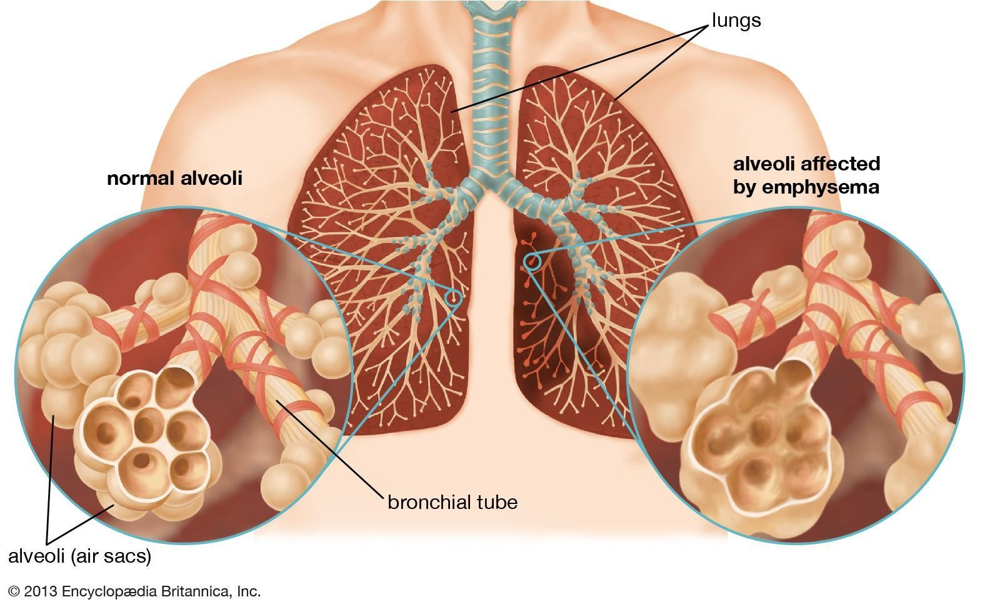 lungs
alveoli affected
by emphysema
normal alveoli
bronchial tube
alveoli (air sacs)
© 2013 Encyclopædia Britannica, Inc.